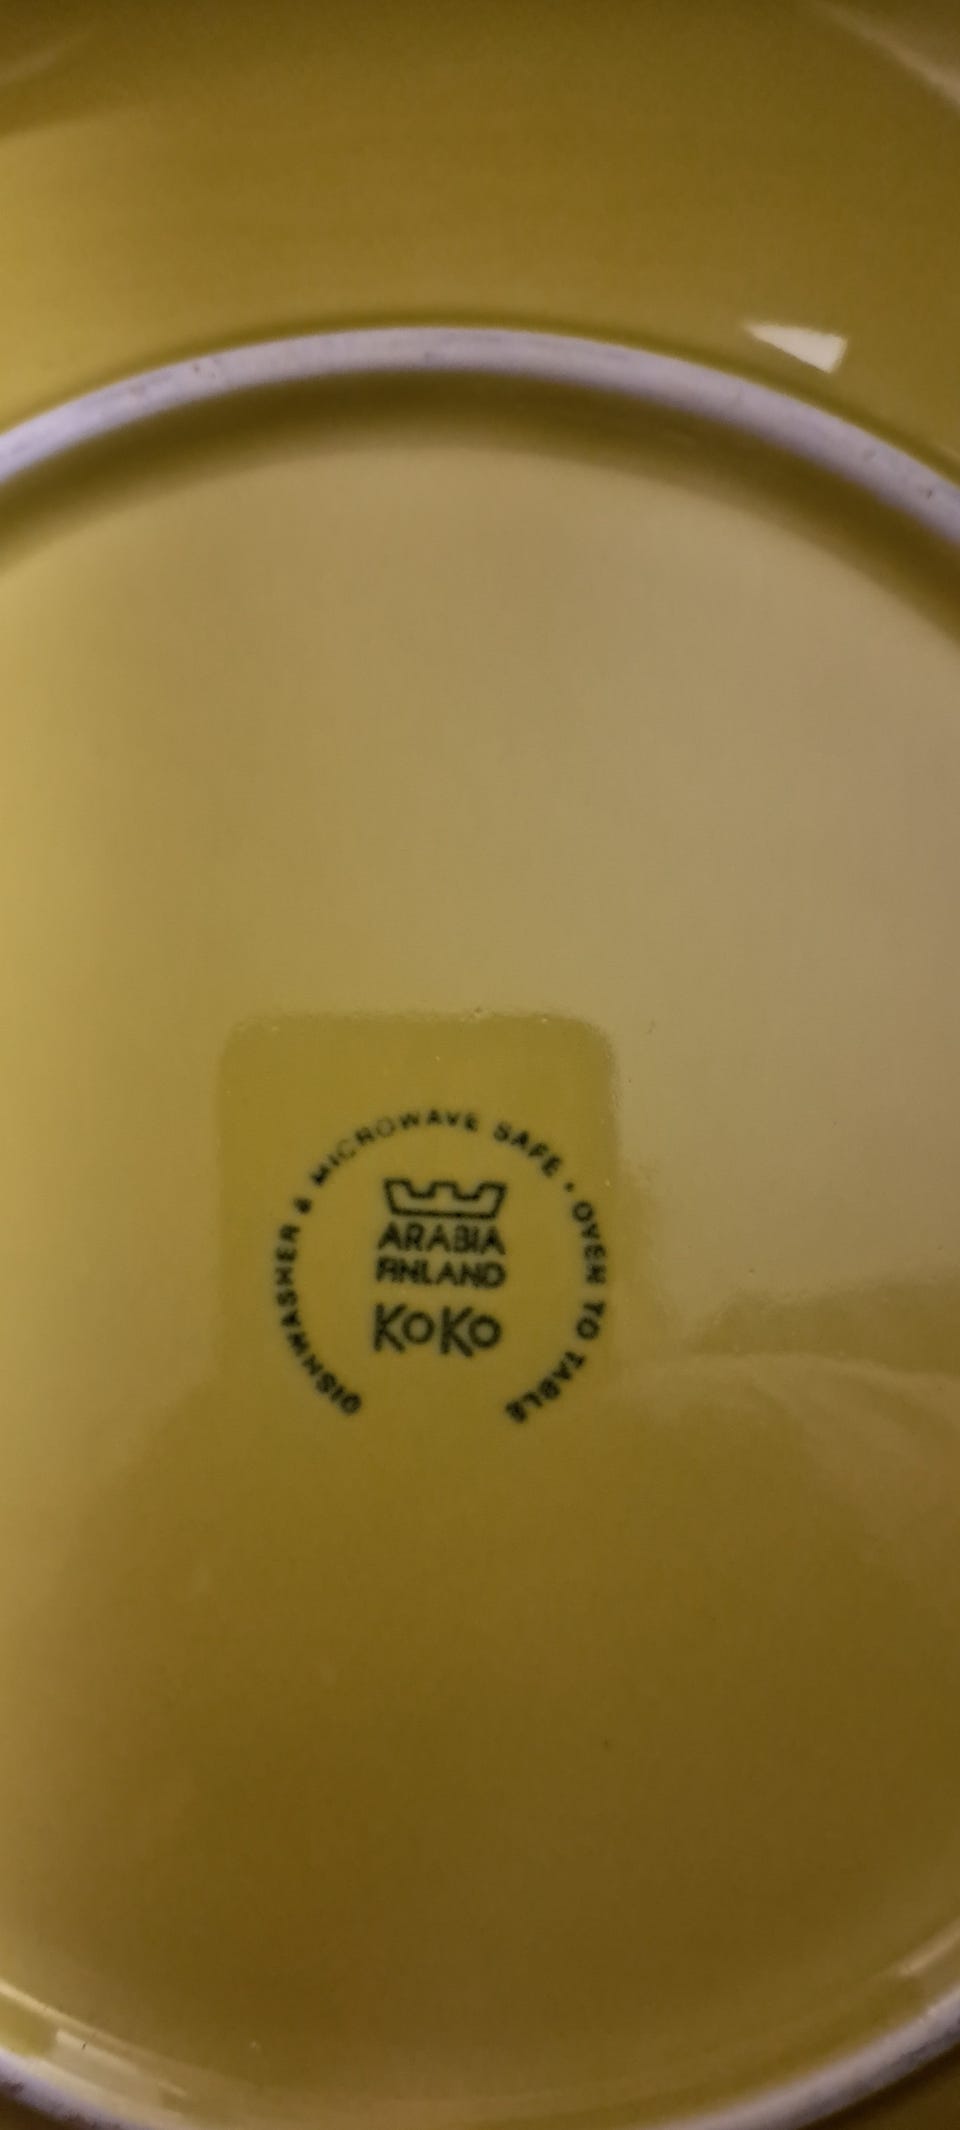 DISHWASHER & MICROWAVE SAFE • OVEN TO TABLE
ARABIA
FINLAND
KoKo